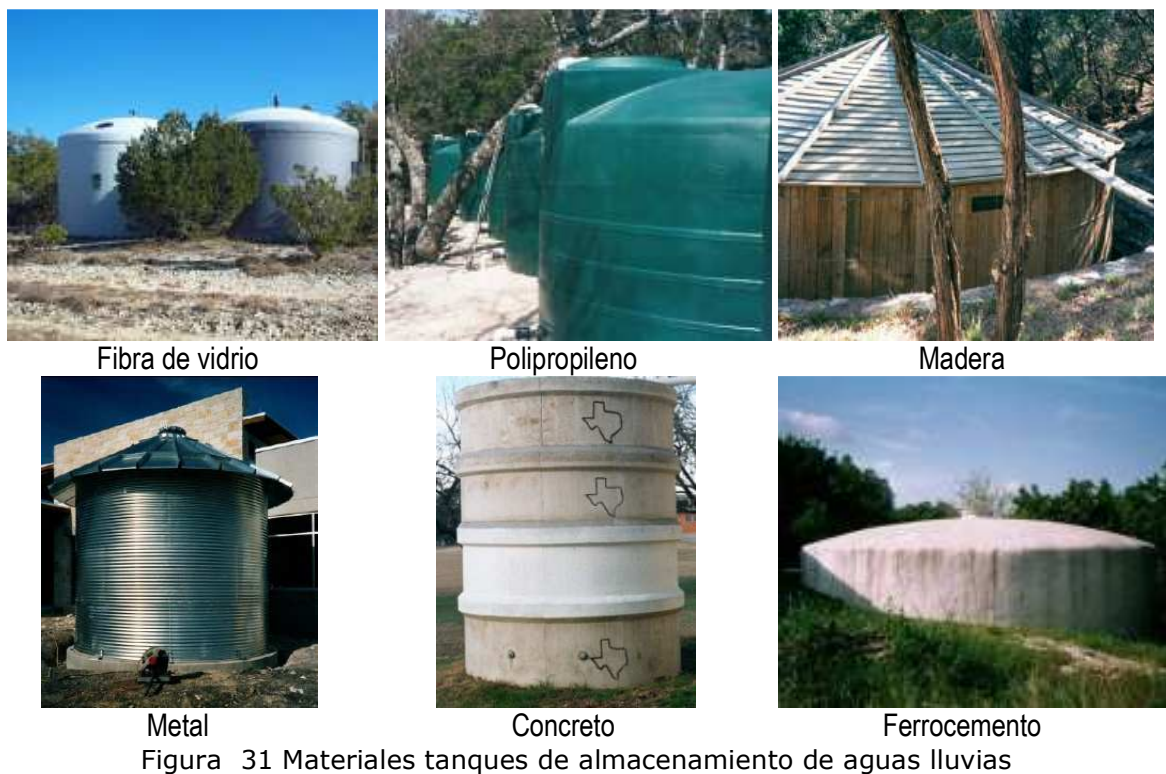 Fibra de vidrio
Polipropileno
Madera
Metal
Concreto
Ferrocemento
Figura 31 Materiales tanques de almacenamiento de aguas lluvias